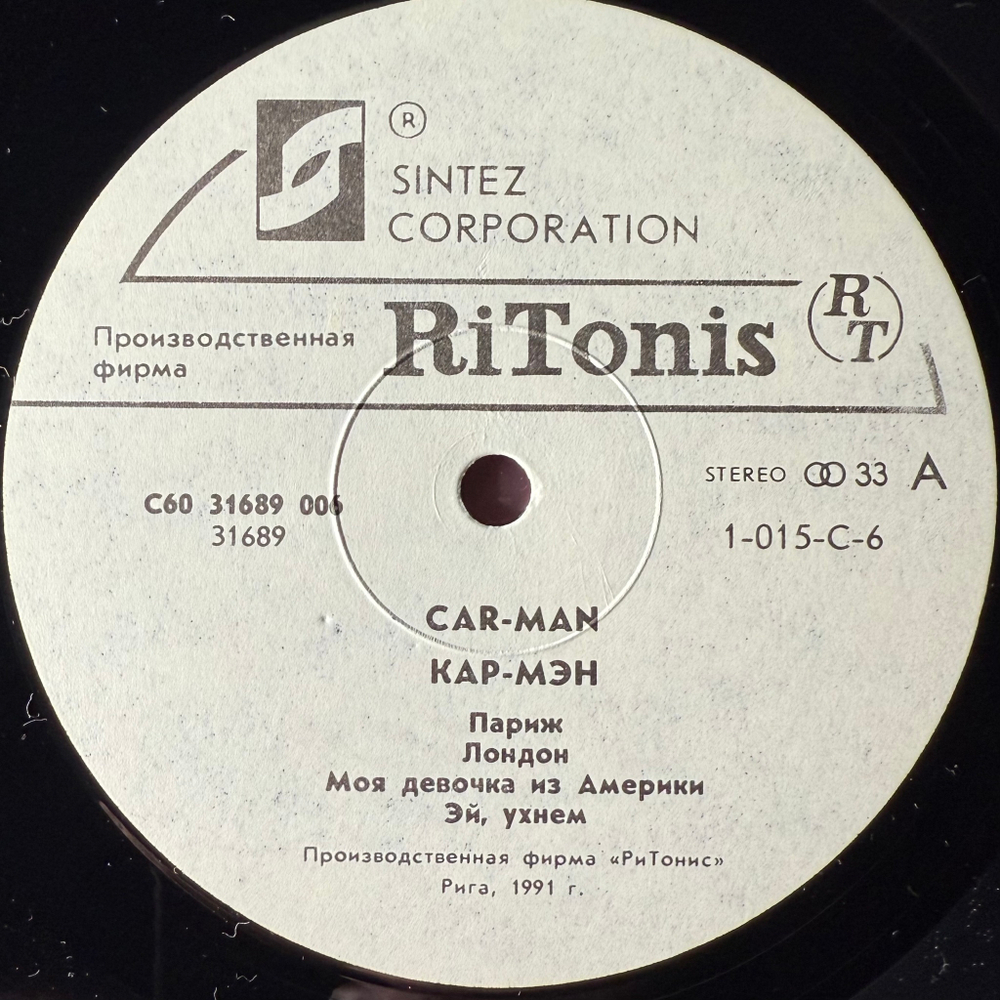 ®
SINTEZ
CORPORATION
Производственная
фирма
RiTonis
RT
STEREO 33 A
С60 31689 006
31689
1-015-С-6
CAR-MAN
КАР-МЭН
Париж
Лондон
Моя девочка из Америки
Эй, ухнем
Производственная фирма «РиТонис»
Рига, 1991 г.